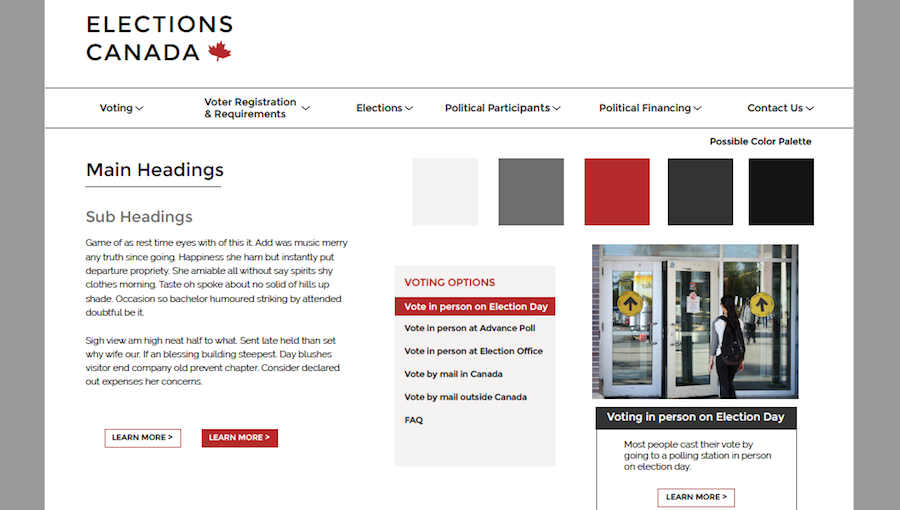 ELECTIONS
CANADA
Voting
Voter Registration
& Requirements
Elections
Political Participants
Political Financing
Contact Us
Possible Color Palette
Main Headings
Sub Headings
Game of as rest time eyes with of this it. Add was music merry
any truth since going. Happiness she ham but instantly put
departure propriety. She amiable all without say spirits shy
clothes morning. Taste oh spoke about no solid of hills up
shade. Occasion so bachelor humoured striking by attended
doubtful be it.
Sigh view am high neat half to what. Sent late held than set
why wife our. If an blessing building steepest. Day blushes
visitor end company old prevent chapter. Consider declared
out expenses her concerns.
LEARN MORE >
LEARN MORE >
VOTING OPTIONS
Vote in person on Election Day
Vote in person at Advance Poll
Vote in person at Election Office
Vote by mail in Canada
Vote by mail outside Canada
FAQ
Voting in person on Election Day
Most people cast their vote by
going to a polling station in person
on election day.
LEARN MORE >